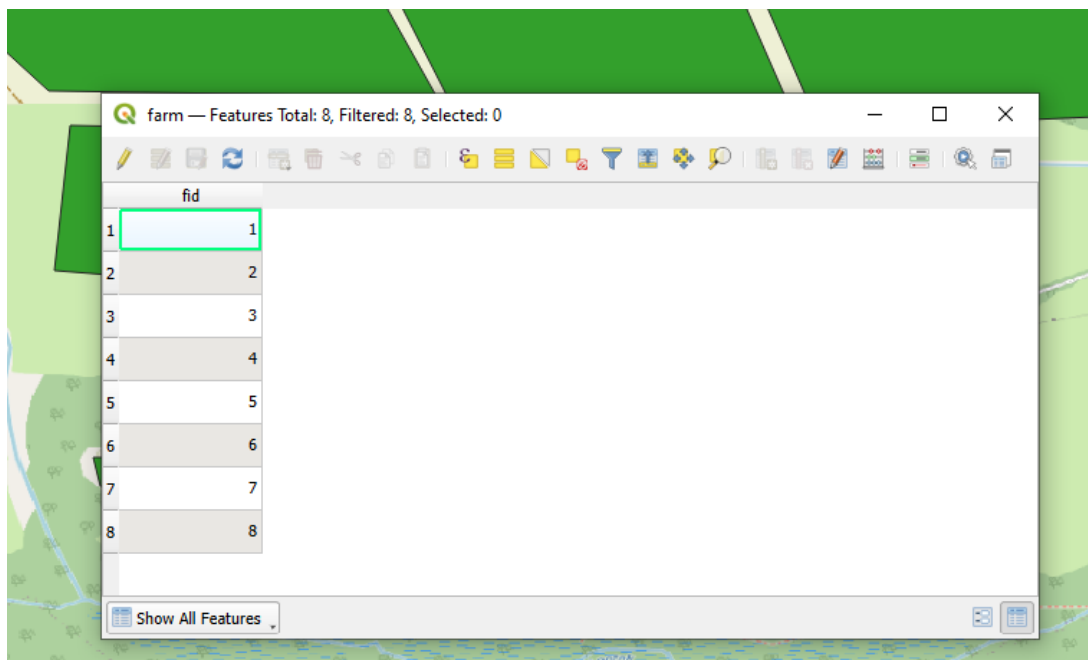 farm — Features Total: 8, Filtered: 8, Selected: 0
fid
1 1
2 2
3 3
4 4
5 5
6 6
7 7
8 8
Show All Features